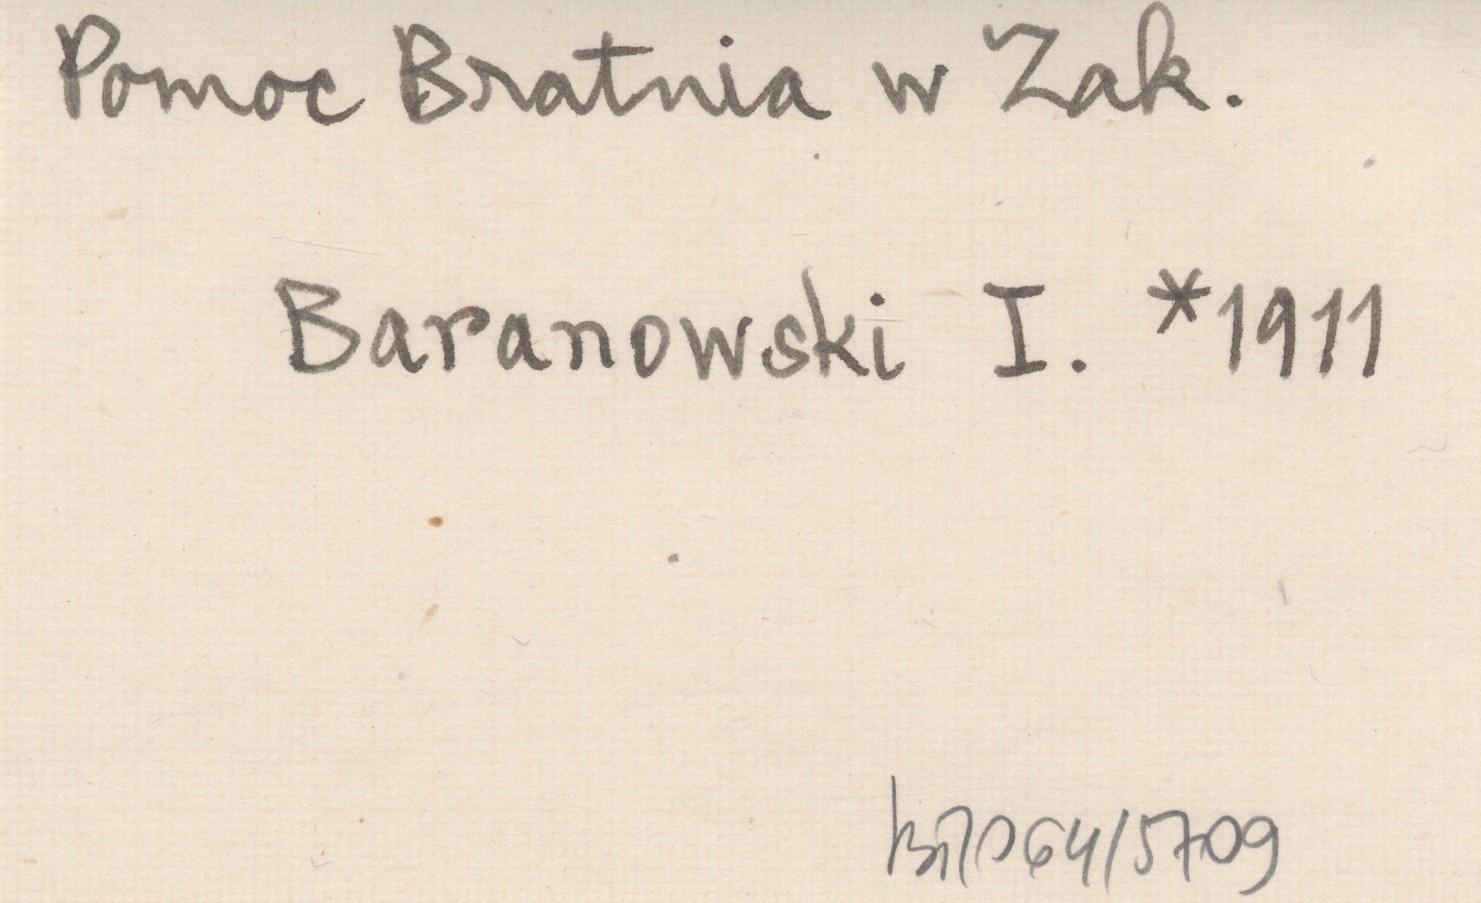 Pomoc Bratnia w Zak.
Baranowski I. *1911